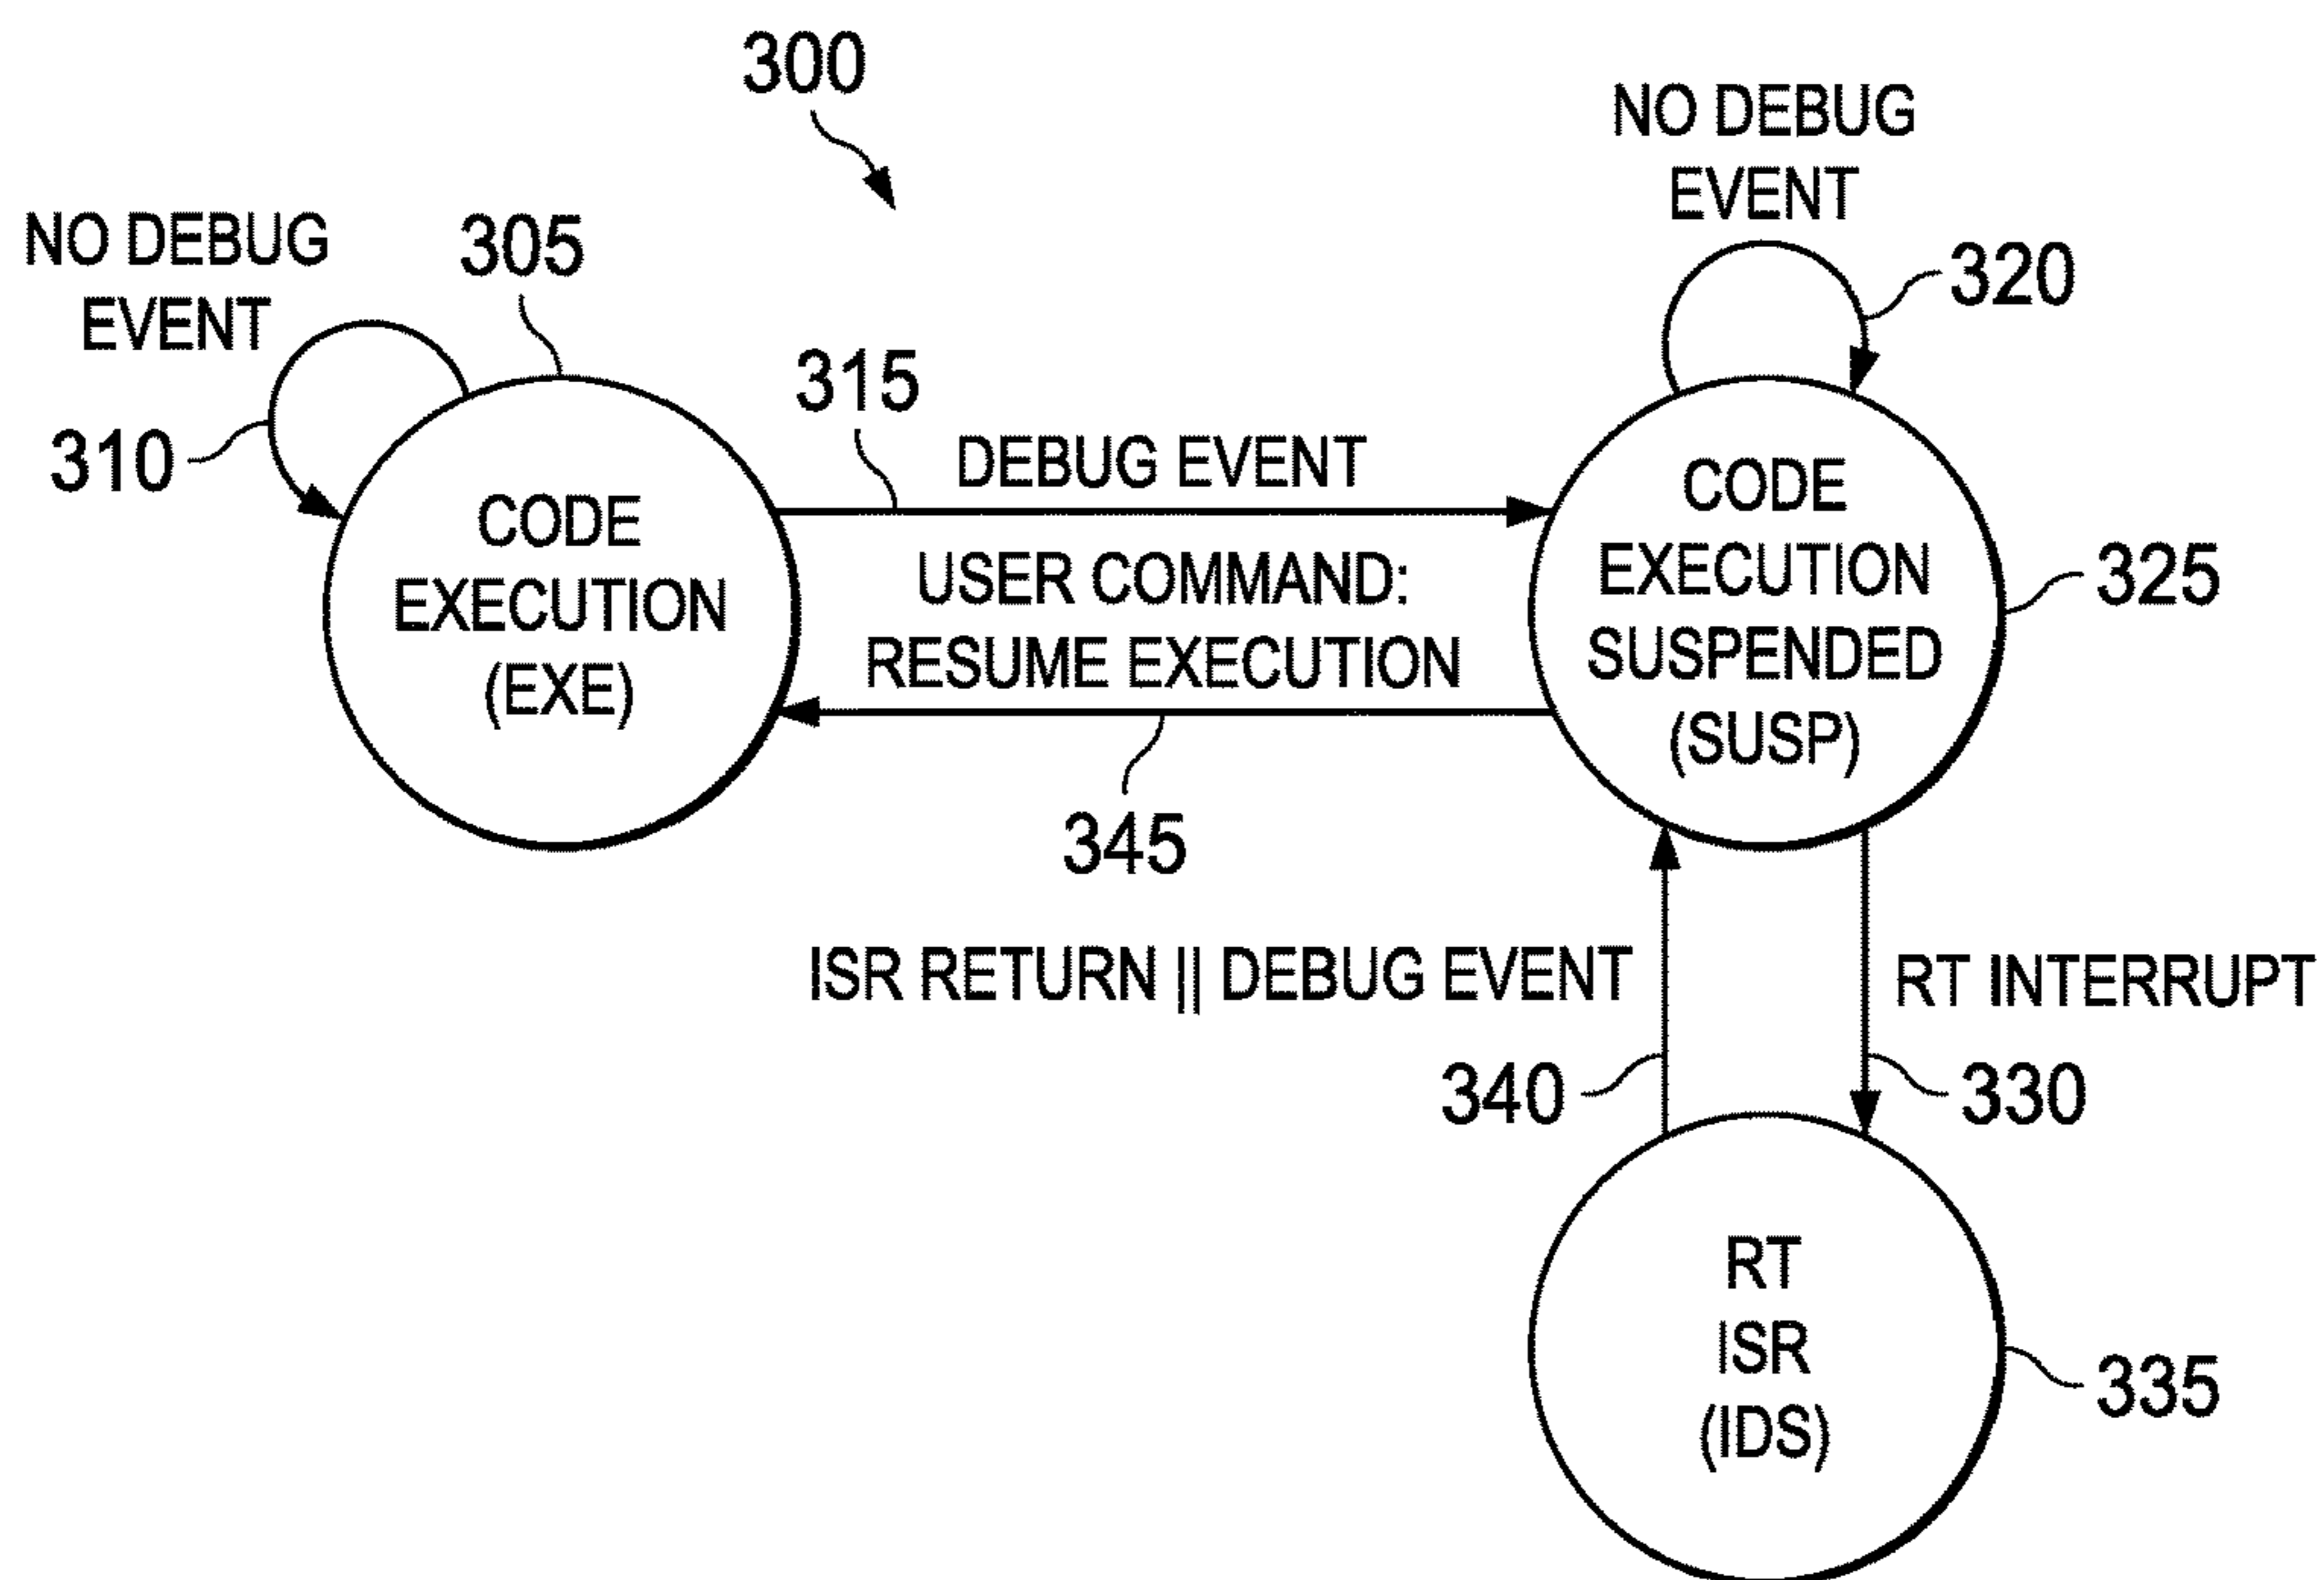 300
NO DEBUG
EVENT
320
NO DEBUG
EVENT
305
310
315
DEBUG EVENT
CODE
EXECUTION
(EXE)
USER COMMAND:
RESUME EXECUTION
345
CODE
EXECUTION
SUSPENDED
(SUSP)
325
ISR RETURN || DEBUG EVENT
RT INTERRUPT
340
330
RT
ISR
(IDS)
335